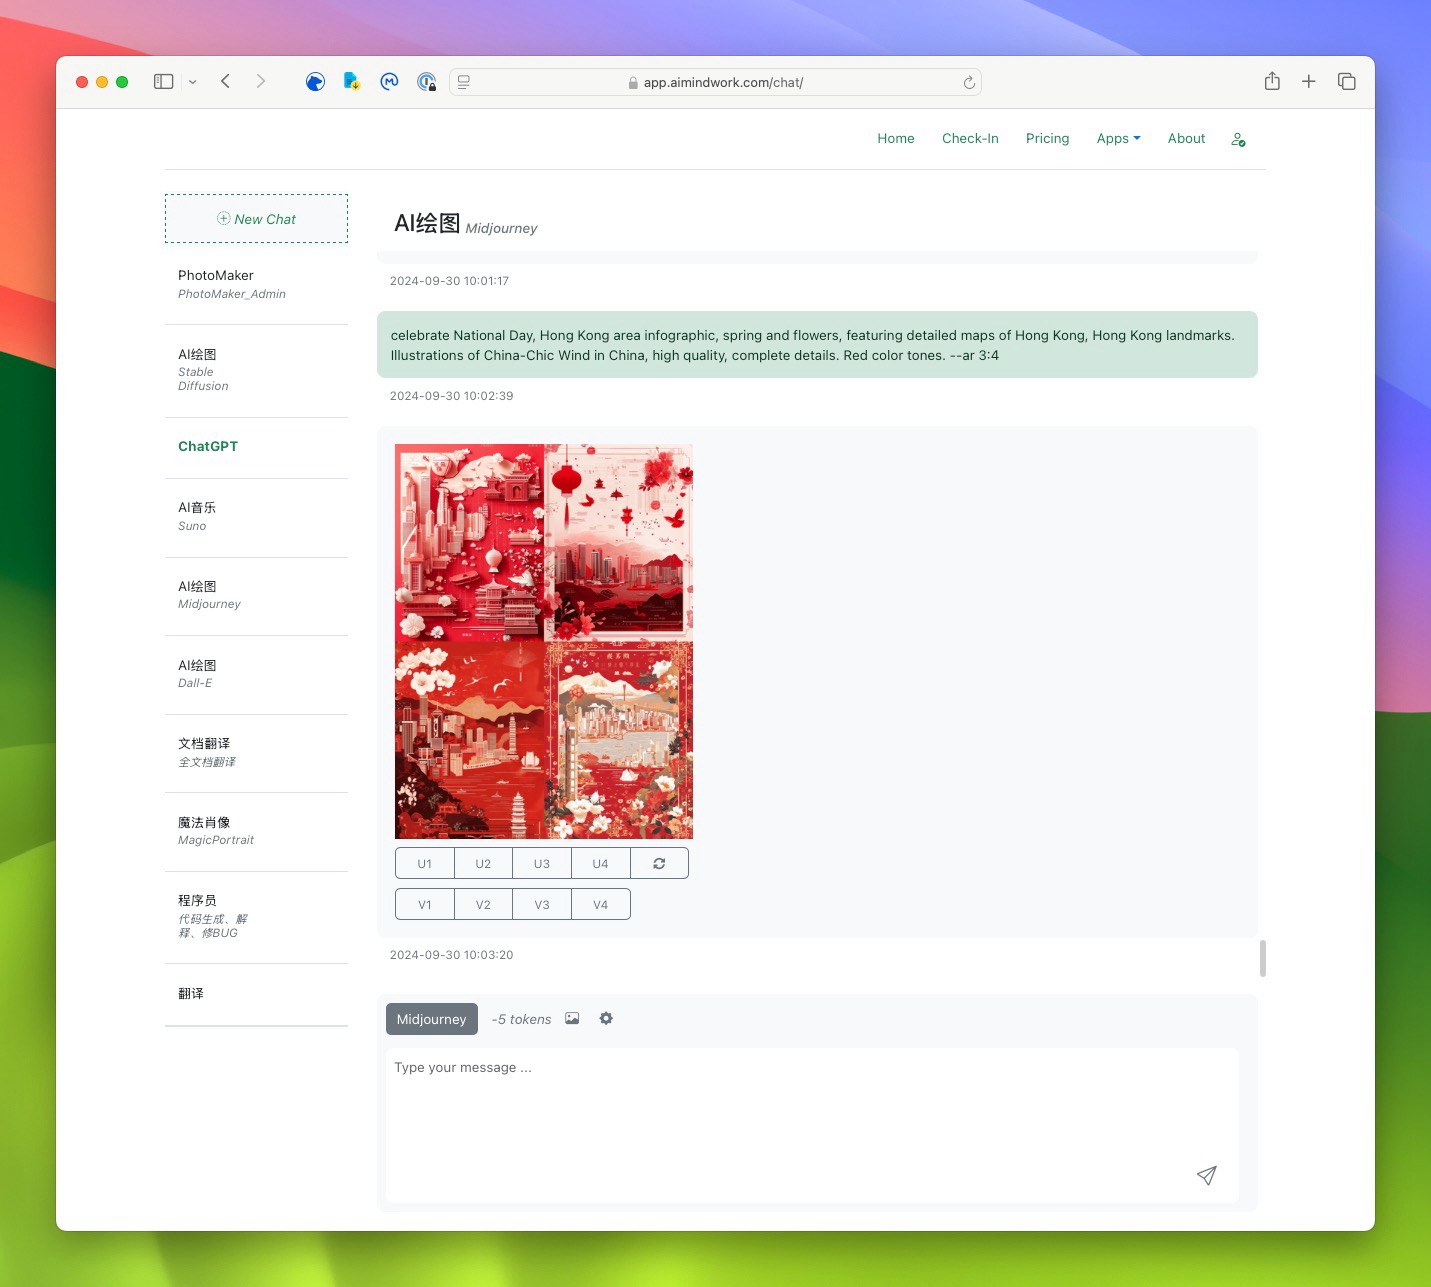 app.aimindwork.com/chat/
Home
Check-In
Pricing
Apps
About
New Chat
PhotoMaker
PhotoMaker_Admin
AI绘图
Stable
Diffusion
ChatGPT
AI音乐
Suno
AI绘图
Midjourney
AI绘图
Dall-E
文档翻译
全文档翻译
魔法肖像
MagicPortrait
程序员
代码生成、解
释、修BUG
翻译
AI绘图 Midjourney
2024-09-30 10:01:17
celebrate National Day, Hong Kong area infographic, spring and flowers, featuring detailed maps of Hong Kong, Hong Kong landmarks.
Illustrations of China-Chic Wind in China, high quality, complete details. Red color tones. --ar 3:4
2024-09-30 10:02:39
U1
U2
U3
U4
V1
V2
V3
V4
2024-09-30 10:03:20
Midjourney
-5 tokens
Type your message ...